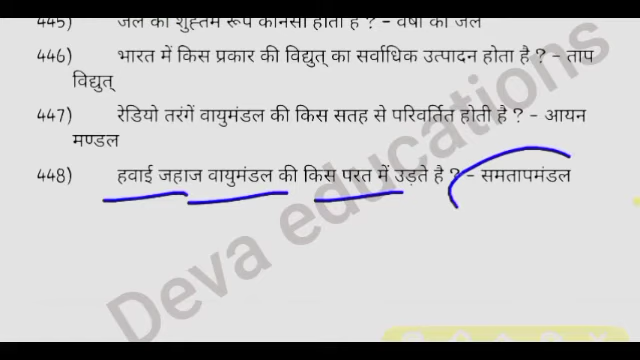 445) जल का शुद्धतम रूप कौनसा होता है ? - वर्षा का जल
446) भारत में किस प्रकार की विद्युत् का सर्वाधिक उत्पादन होता है ? - ताप
विद्युत्
447) रेडियो तरंगें वायुमंडल की किस सतह से परिवर्तित होती है ? - आयन
मण्डल
448) हवाई जहाज वायुमंडल की किस परत में उड़ते है ? - समतापमंडल
Deva educations